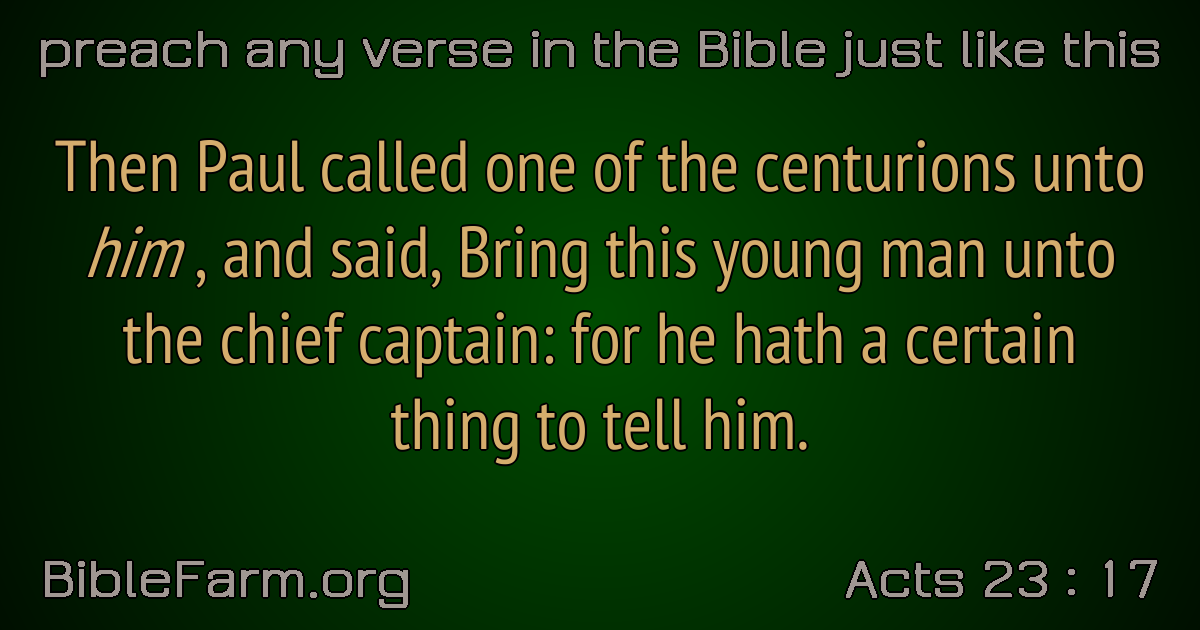 preach any verse in the Bible just like this
Then Paul called one of the centurions unto
him , and said, Bring this young man unto
the chief captain: for he hath a certain
thing to tell him.
BibleFarm.org
Acts 23 : 17